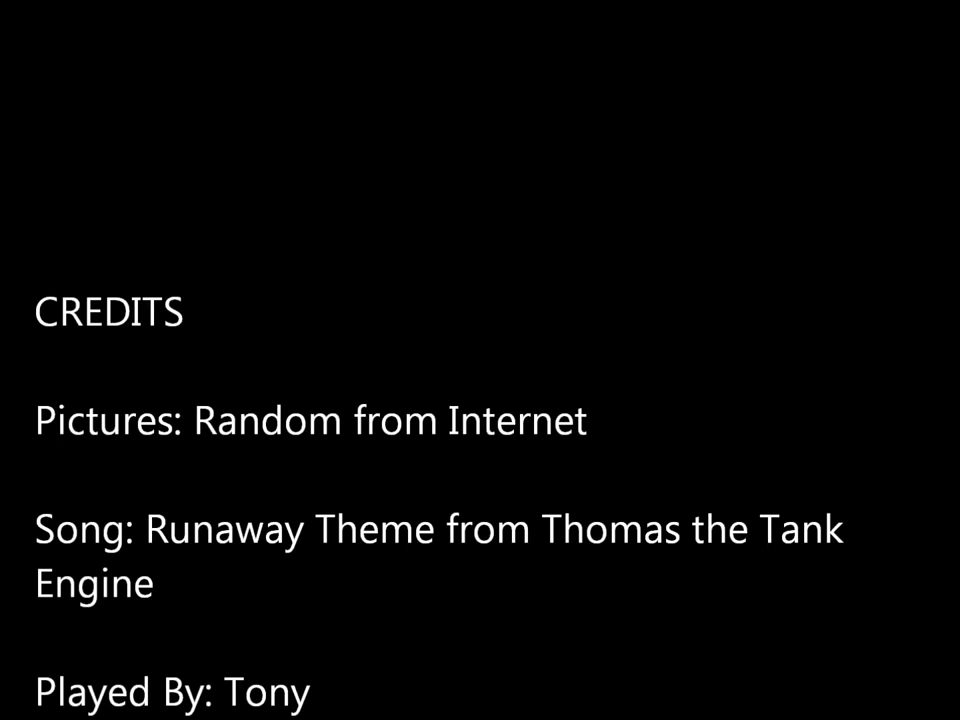 CREDITS
Pictures: Random from Internet
Song: Runaway Theme from Thomas the Tank
Engine
Played By: Tony